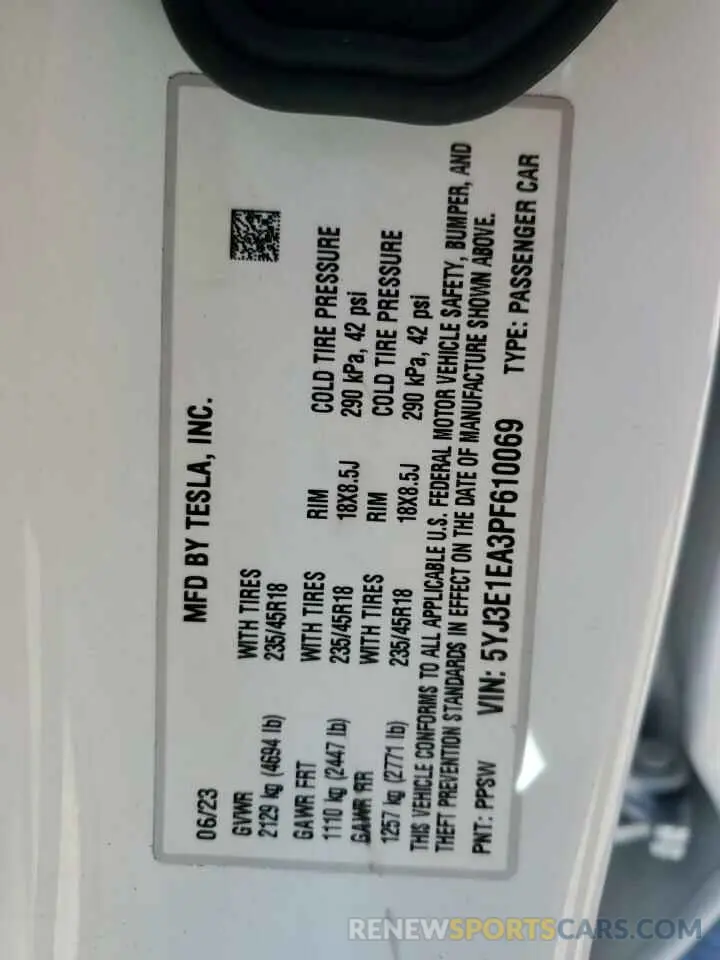 06/23 MFD BY TESLA, INC.
GVWR WITH TIRES
2129 kg (4694 lb) 235/45R18
GAWR FRT WITH TIRES RIM COLD TIRE PRESSURE
1110 kg (2447 lb) 235/45R18 18X8.5J 290 kPa, 42 psi
GAWR RR WITH TIRES RIM COLD TIRE PRESSURE
1257 kg (2771 lb) 235/45R18 18X8.5J 290 kPa, 42 psi
THIS VEHICLE CONFORMS TO ALL APPLICABLE U.S. FEDERAL MOTOR VEHICLE SAFETY, BUMPER, AND
THEFT PREVENTION STANDARDS IN EFFECT ON THE DATE OF MANUFACTURE SHOWN ABOVE.
PNT: PPSW VIN: 5YJ3E1EA3PF610069 TYPE: PASSENGER CAR
RENEWSPORTSCARS.COM